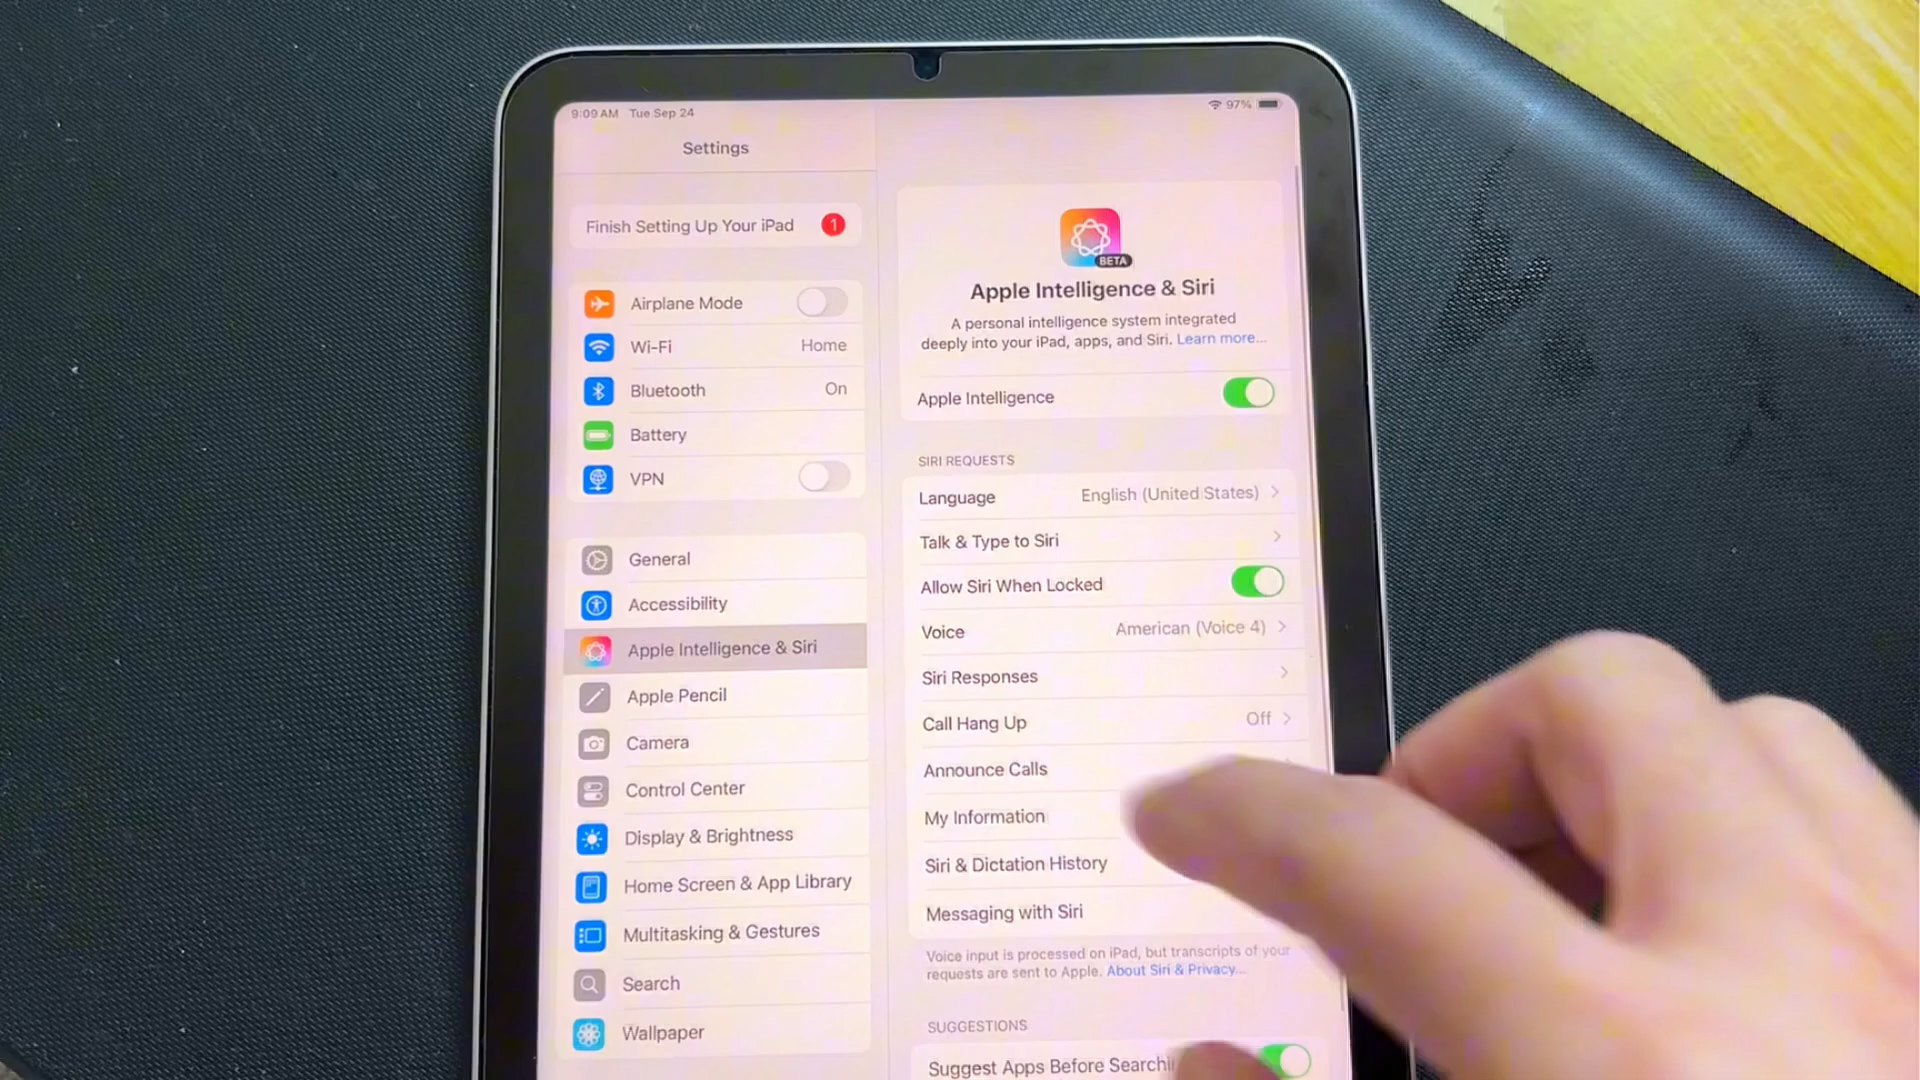 9:09 AM Tue Sep 24
97%
Settings
Finish Setting Up Your iPad 1
Airplane Mode
Wi-Fi Home
Bluetooth On
Battery
VPN
General
Accessibility
Apple Intelligence & Siri
Apple Pencil
Camera
Control Center
Display & Brightness
Home Screen & App Library
Multitasking & Gestures
Search
Wallpaper
BETA
Apple Intelligence & Siri
A personal intelligence system integrated
deeply into your iPad, apps, and Siri. Learn more...
Apple Intelligence
SIRI REQUESTS
Language English (United States)
Talk & Type to Siri
Allow Siri When Locked
Voice American (Voice 4)
Siri Responses
Call Hang Up Off
Announce Calls
My Information
Siri & Dictation History
Messaging with Siri
Voice input is processed on iPad, but transcripts of your
requests are sent to Apple. About Siri & Privacy...
SUGGESTIONS
Suggest Apps Before